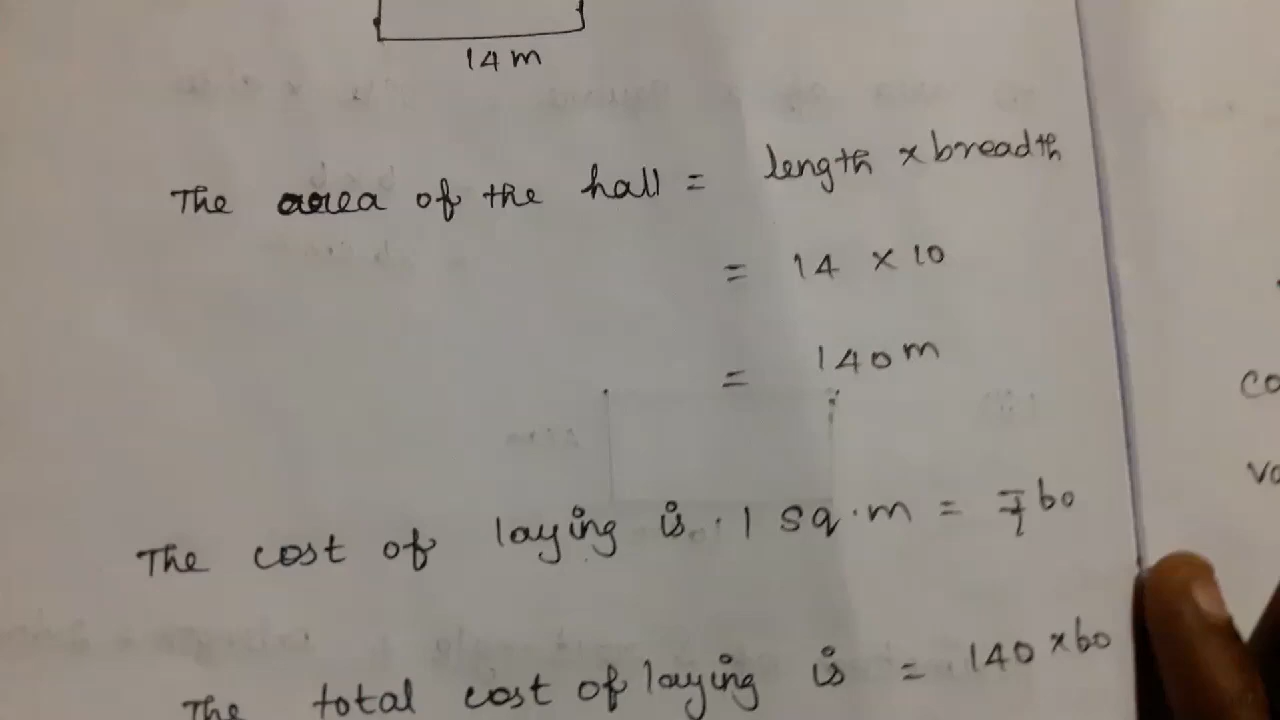 14 m
The area of the hall = length × breadth
= 14 × 10
= 140 m
The cost of laying is 1 sq.m = ₹ 60
The total cost of laying is = 140 × 60